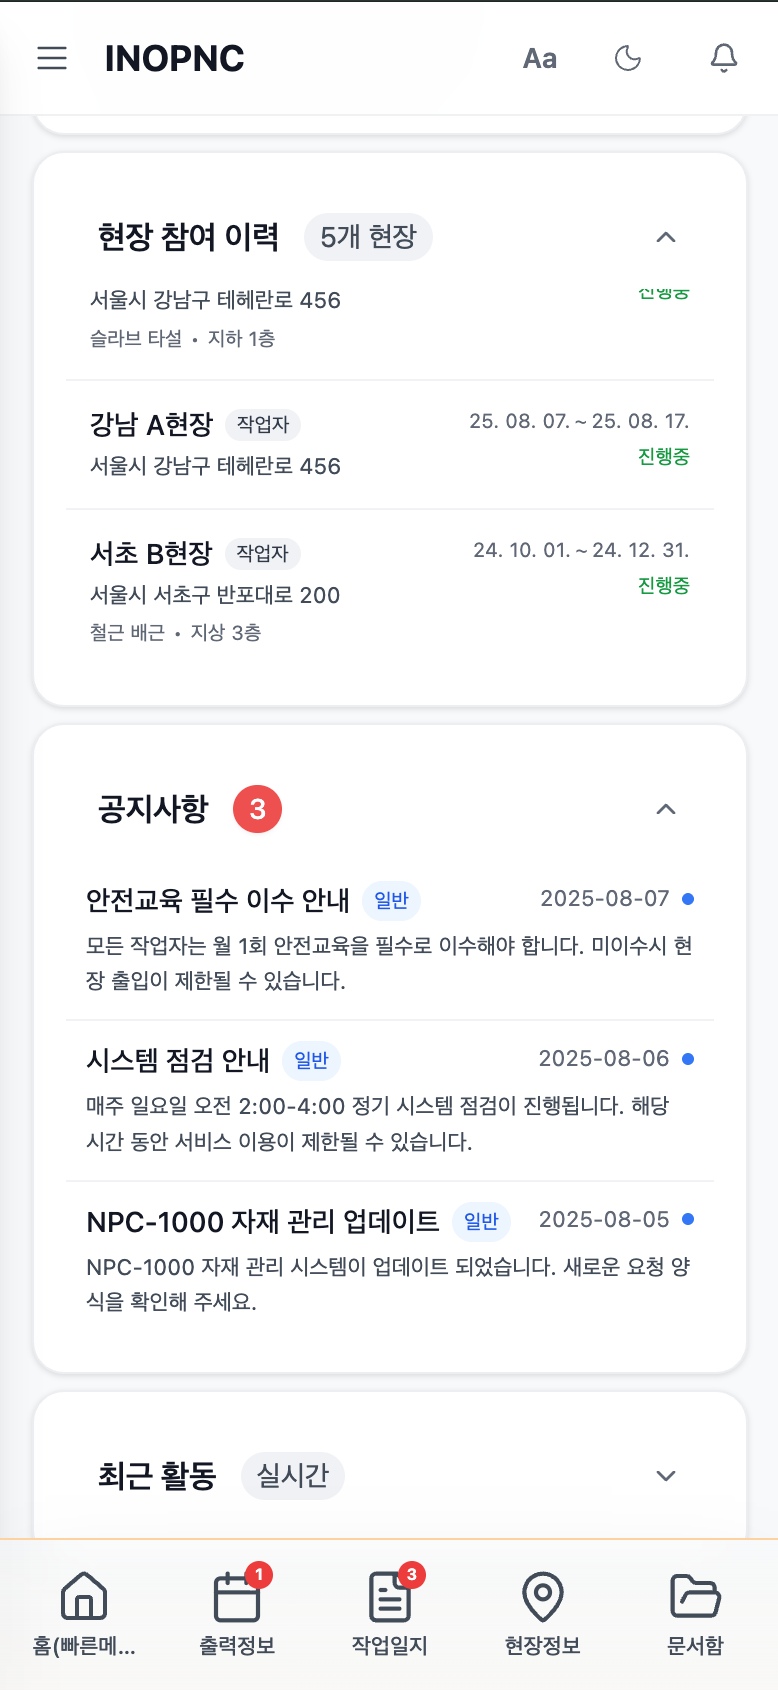 INOPNC
Aa
현장 참여 이력 5개 현장
서울시 강남구 테헤란로 456
진행중
슬라브 타설 • 지하 1층
강남 A현장 작업자
25. 08. 07. ~ 25. 08. 17.
서울시 강남구 테헤란로 456
진행중
서초 B현장 작업자
24. 10. 01. ~ 24. 12. 31.
서울시 서초구 반포대로 200
진행중
철근 배근 • 지상 3층
공지사항 3
안전교육 필수 이수 안내 일반 2025-08-07
모든 작업자는 월 1회 안전교육을 필수로 이수해야 합니다. 미이수시 현
장 출입이 제한될 수 있습니다.
시스템 점검 안내 일반 2025-08-06
매주 일요일 오전 2:00-4:00 정기 시스템 점검이 진행됩니다. 해당
시간 동안 서비스 이용이 제한될 수 있습니다.
NPC-1000 자재 관리 업데이트 일반 2025-08-05
NPC-1000 자재 관리 시스템이 업데이트 되었습니다. 새로운 요청 양
식을 확인해 주세요.
최근 활동 실시간
1
3
홈(빠른메... 출력정보 작업일지 현장정보 문서함